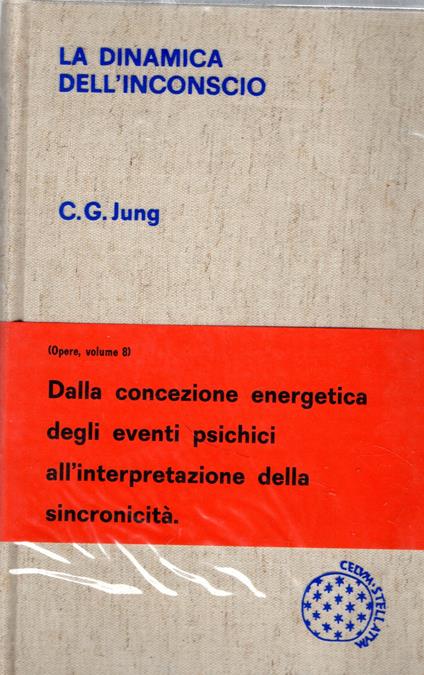 LA DINAMICA
DELL'INCONSCIO
C.G. Jung
(Opere, volume 8)
Dalla concezione energetica
degli eventi psichici
all'interpretazione della
sincronicità.
CELVM·STELLATVM